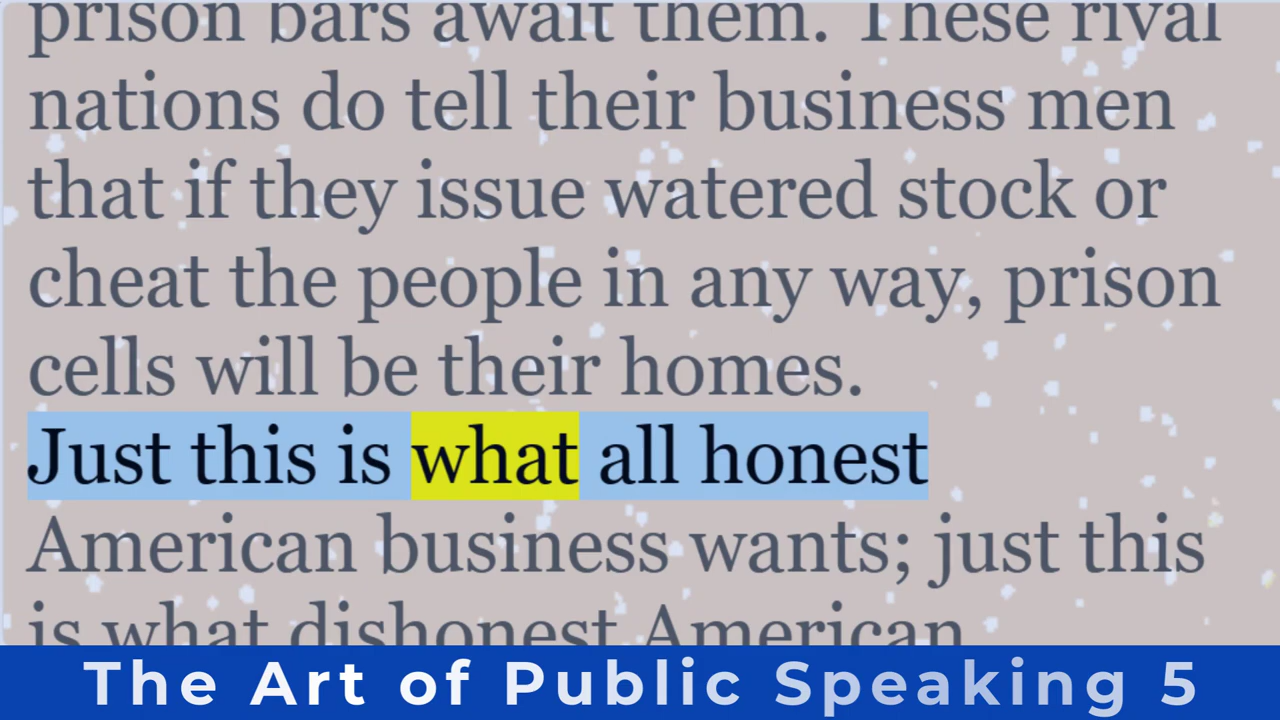 prison bars await them. These rival
nations do tell their business men
that if they issue watered stock or
cheat the people in any way, prison
cells will be their homes.
Just this is what all honest
American business wants; just this
is what dishonest American
The Art of Public Speaking 5